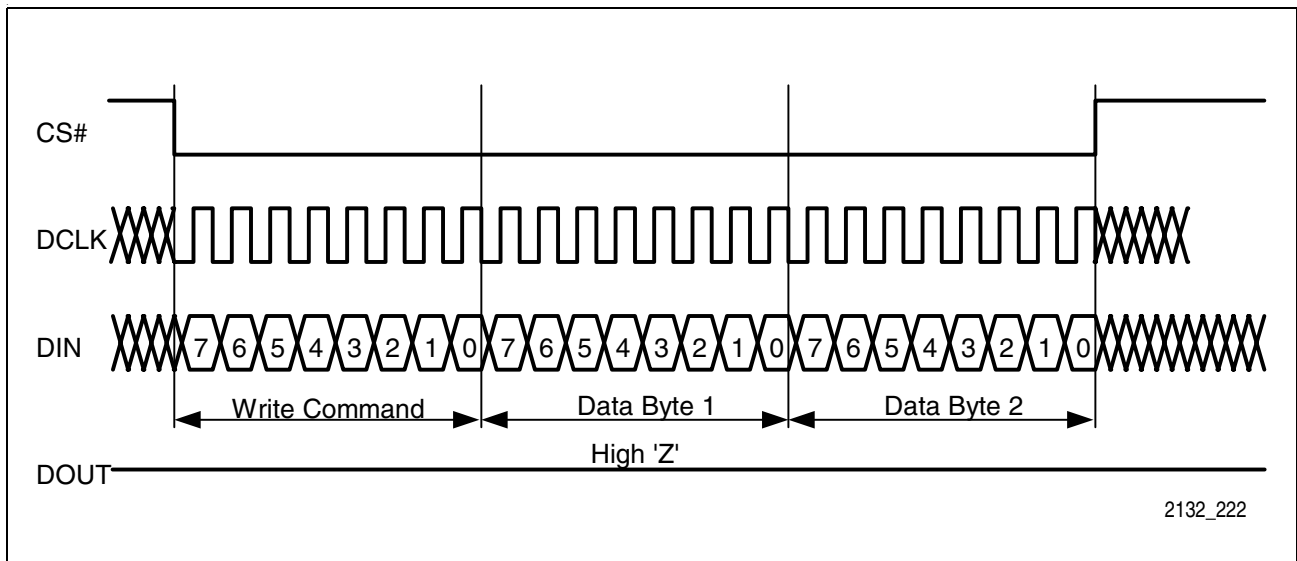 CS#
DCLK
DIN 7 6 5 4 3 2 1 0 7 6 5 4 3 2 1 0 7 6 5 4 3 2 1 0
Write Command Data Byte 1 Data Byte 2
High 'Z'
DOUT
2132_222